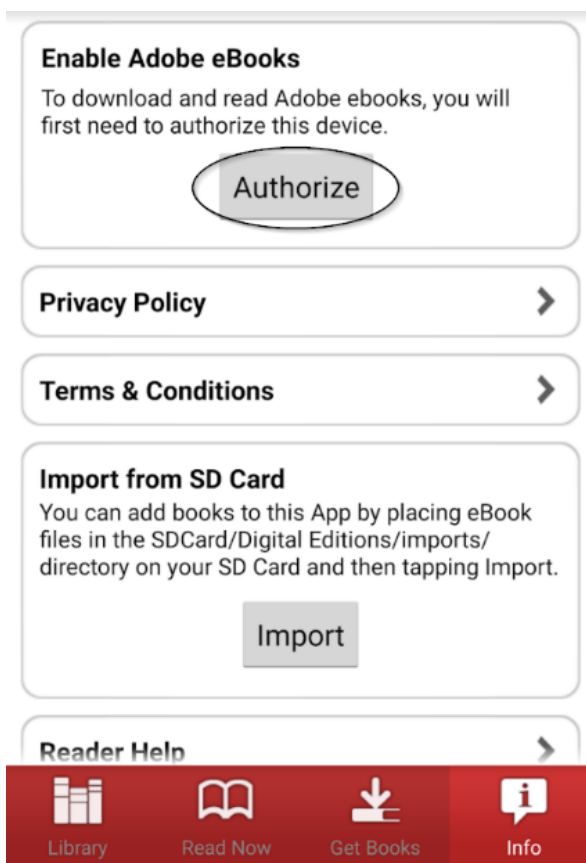 Enable Adobe eBooks
To download and read Adobe ebooks, you will
first need to authorize this device.
Authorize
Privacy Policy
Terms & Conditions
Import from SD Card
You can add books to this App by placing eBook
files in the SDCard/Digital Editions/imports/
directory on your SD Card and then tapping Import.
Import
Reader Help
Library Read Now Get Books Info